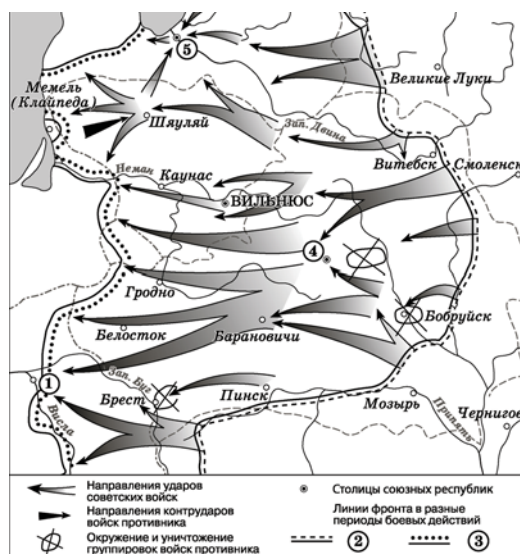 5
Великие Луки
Мемель
(Клайпеда)
Шяуляй
Зап. Двина
Витебск
Смоленск
Неман
Каунас
ВИЛЬНЮС
4
Гродно
Бобруйск
Белосток
Барановичи
1
Зап. Буг
Висла
Брест
Пинск
Мозырь
Припять
Чернигов
Направления ударов
советских войск
Направления контрударов
войск противника
Окружение и уничтожение
группировок войск противника
Столицы союзных республик
Линии фронта в разные
периоды боевых действий
2
3